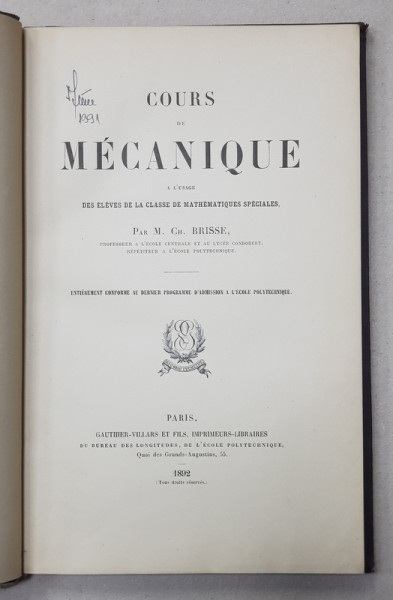 1991
COURS
DE
MÉCANIQUE
A L'USAGE
DES ÉLÈVES DE LA CLASSE DE MATHÉMATIQUES SPÉCIALES,
PAR M. CH. BRISSE,
PROFESSEUR A L'ÉCOLE CENTRALE ET AU LYCÉE CONDORCET,
RÉPÉTITEUR A L'ÉCOLE POLYTECHNIQUE.
ENTIÈREMENT CONFORME AU DERNIER PROGRAMME D'ADMISSION A L'ÉCOLE POLYTECHNIQUE.
PARIS,
GAUTHIER-VILLARS ET FILS, IMPRIMEURS-LIBRAIRES
DU BUREAU DES LONGITUDES, DE L'ÉCOLE POLYTECHNIQUE,
Quai des Grands-Augustins, 55.
1892
(Tous droits réservés.)